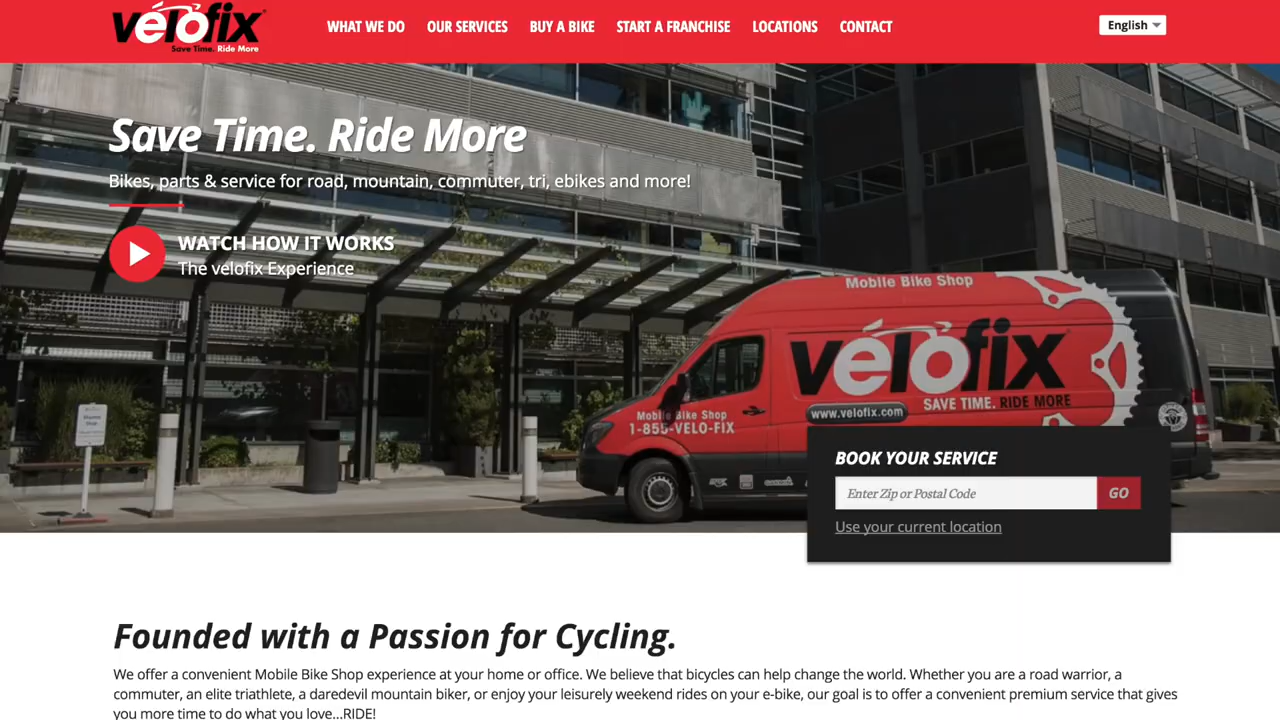 velofix
Save Time. Ride More
WHAT WE DO
OUR SERVICES
BUY A BIKE
START A FRANCHISE
LOCATIONS
CONTACT
English
Save Time. Ride More
Bikes, parts & service for road, mountain, commuter, tri, ebikes and more!
WATCH HOW IT WORKS
The velofix Experience
Mobile Bike Shop
velofix
SAVE TIME. RIDE MORE
www.velofix.com
Mobile Bike Shop
1-855-VELO-FIX
BOOK YOUR SERVICE
Enter Zip or Postal Code
GO
Use your current location
Founded with a Passion for Cycling.
We offer a convenient Mobile Bike Shop experience at your home or office. We believe that bicycles can help change the world. Whether you are a road warrior, a
commuter, an elite triathlete, a daredevil mountain biker, or enjoy your leisurely weekend rides on your e-bike, our goal is to offer a convenient premium service that gives
you more time to do what you love...RIDE!